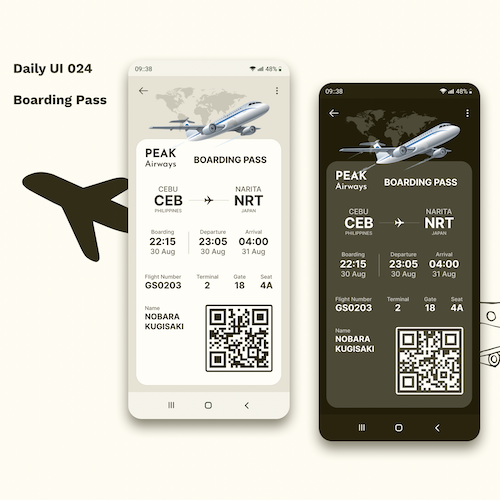 Daily UI 024
Boarding Pass
09:38
48%
PEAK
Airways
BOARDING PASS
CEBU
NARITA
CEB
NRT
PHILIPPINES
JAPAN
Boarding
Departure
Arrival
22:15
23:05
04:00
30 Aug
30 Aug
31 Aug
Flight Number
Terminal
Gate
Seat
GS0203
2
18
4A
Name
NOBARA
KUGISAKI
09:38
48%
PEAK
Airways
BOARDING PASS
CEBU
NARITA
CEB
NRT
PHILIPPINES
JAPAN
Boarding
Departure
Arrival
22:15
23:05
04:00
30 Aug
30 Aug
31 Aug
Flight Number
Terminal
Gate
Seat
GS0203
2
18
4A
Name
NOBARA
KUGISAKI